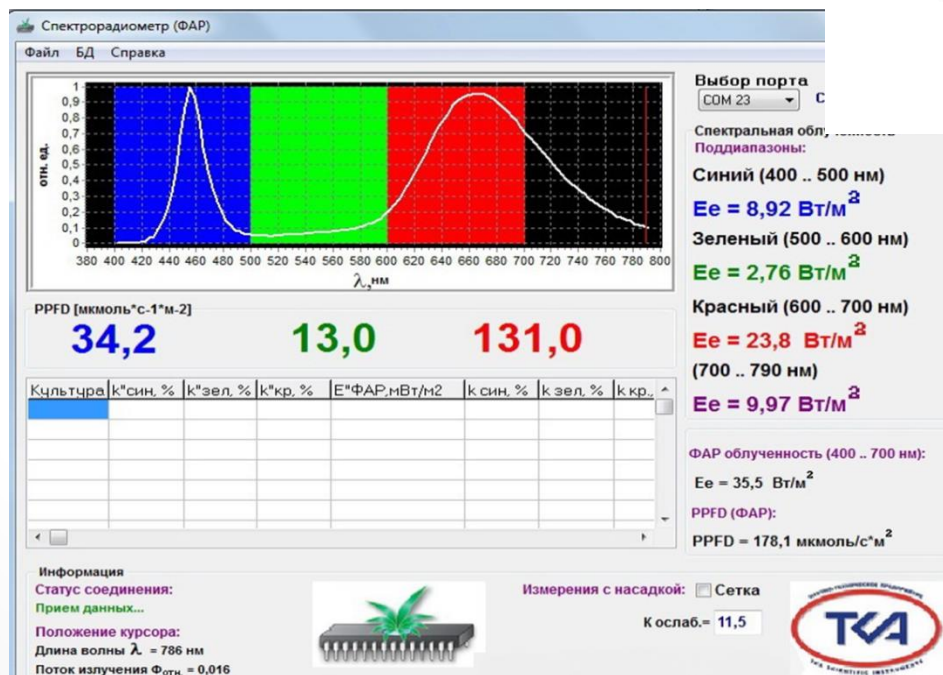 Спектрорадиометр (ФАР)
Файл БД Справка
1
0,9
0,8
0,7
0,6
0,5
0,4
0,3
0,2
0,1
0
отн. ед.
380 400 420 440 460 480 500 520 540 560 580 600 620 640 660 680 700 720 740 760 780 800
λ,нм
PPFD [мкмоль*с-1*м-2]
34,2 13,0 131,0
Культура k"син, % k"зел, % k"кр, % E"ФАР,мВт/м2 k син, % k зел, % k кр.,
Выбор порта
COM 23 С
Спектральная
Поддиапазоны:
Синий (400 .. 500 нм)
Ee = 8,92 Вт/м2
Зеленый (500 .. 600 нм)
Ee = 2,76 Вт/м2
Красный (600 .. 700 нм)
Ee = 23,8 Вт/м2
(700 .. 790 нм)
Ee = 9,97 Вт/м2
ФАР облученность (400 .. 700 нм):
Ee = 35,5 Вт/м2
PPFD (ФАР):
PPFD = 178,1 мкмоль/с*м2
Информация
Статус соединения:
Прием данных...
Положение курсора:
Длина волны λ = 786 нм
Поток излучения Фотн. = 0,016
Измерения с насадкой: Сетка
К ослаб.= 11,5
НАУЧНО-ТЕХНИЧЕСКОЕ ПРЕДПРИЯТИЕ
ТКА
TKA SCIENTIFIC INSTRUMENTS